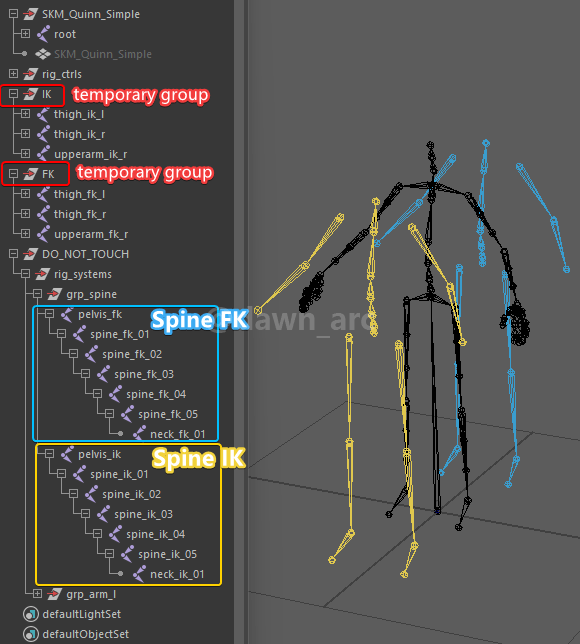 SKM_Quinn_Simple
root
SKM_Quinn_Simple
rig_ctrls
IK temporary group
thigh_ik_l
thigh_ik_r
upperarm_ik_r
FK temporary group
thigh_fk_l
thigh_fk_r
upperarm_fk_r
DO_NOT_TOUCH
rig_systems
grp_spine
pelvis_fk Spine FK
spine_fk_01
spine_fk_02
spine_fk_03
spine_fk_04
spine_fk_05
neck_fk_01
pelvis_ik Spine IK
spine_ik_01
spine_ik_02
spine_ik_03
spine_ik_04
spine_ik_05
neck_ik_01
grp_arm_l
defaultLightSet
defaultObjectSet